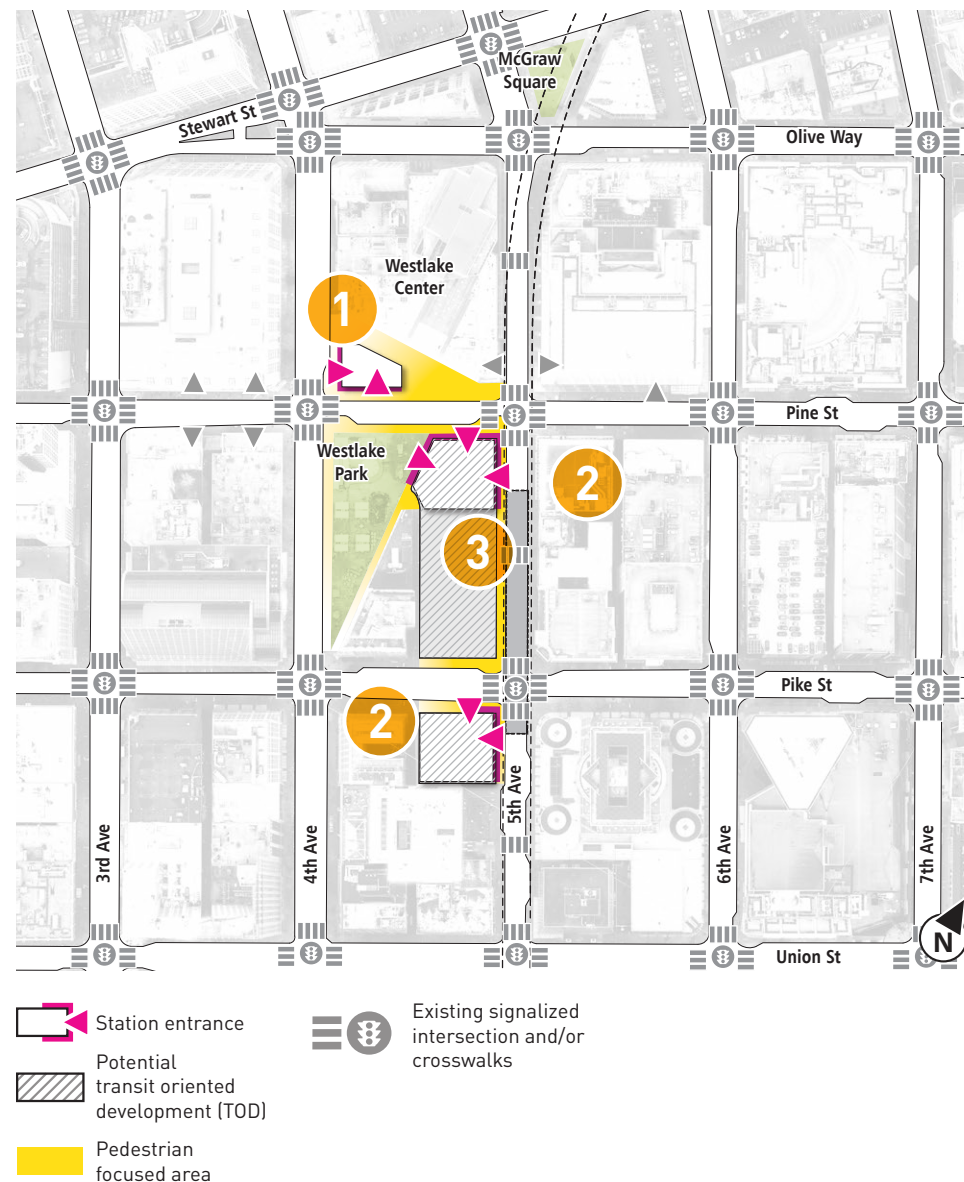 McGraw
Square
Stewart St
Olive Way
Westlake
Center
1
Pine St
Westlake
Park
2
3
Pike St
2
3rd Ave
4th Ave
5th Ave
6th Ave
7th Ave
N
Union St
Station entrance
Potential
transit oriented
development (TOD)
Pedestrian
focused area
Existing signalized
intersection and/or
crosswalks